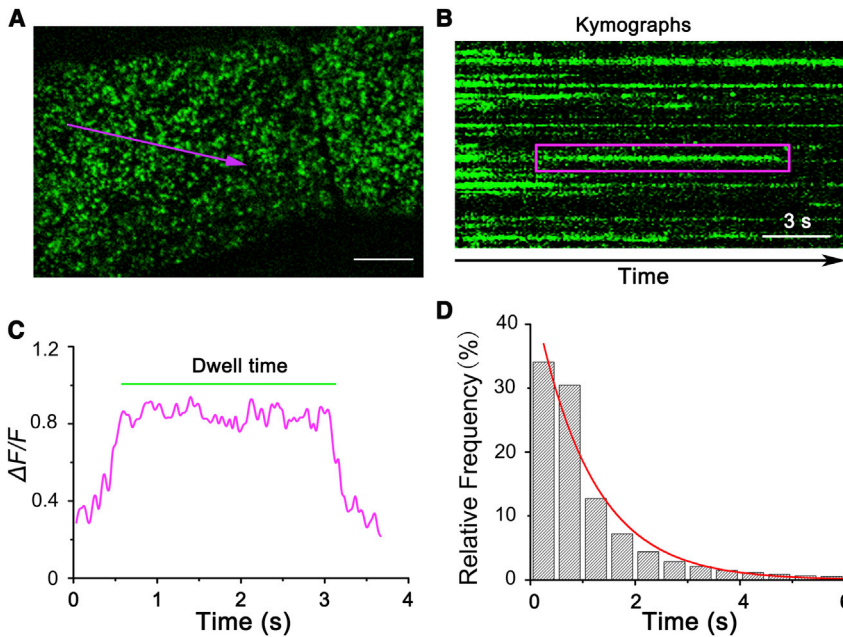 A
B
Kymographs
3 s
Time
C
Dwell time
ΔF/F
1.2
0.8
0.4
0
0
1
2
3
4
Time (s)
D
Relative Frequency (%)
40
30
20
10
0
0
2
4
6
Time (s)